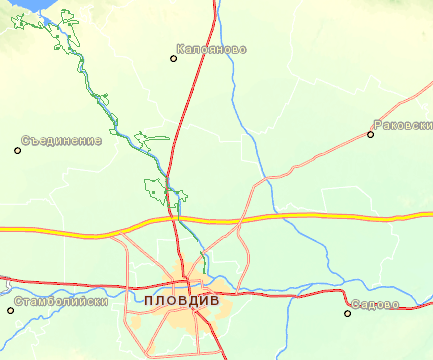 Калояново
Раковски
Съединение
Стамболийски
ПЛОВДИВ
Садово